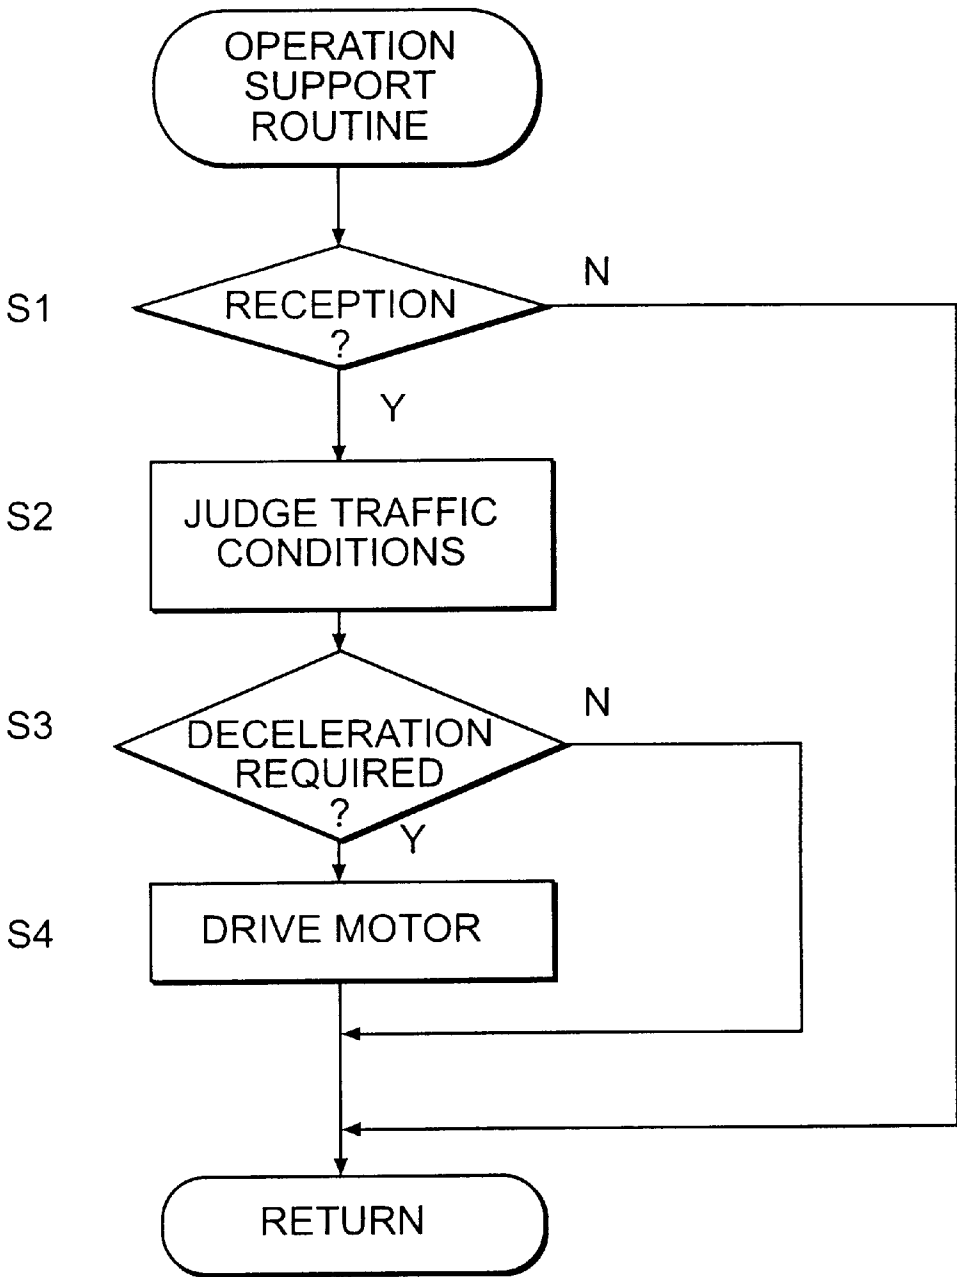 OPERATION
SUPPORT
ROUTINE
N
S1
RECEPTION
?
Y
S2
JUDGE TRAFFIC
CONDITIONS
N
S3
DECELERATION
REQUIRED
?
Y
S4
DRIVE MOTOR
RETURN